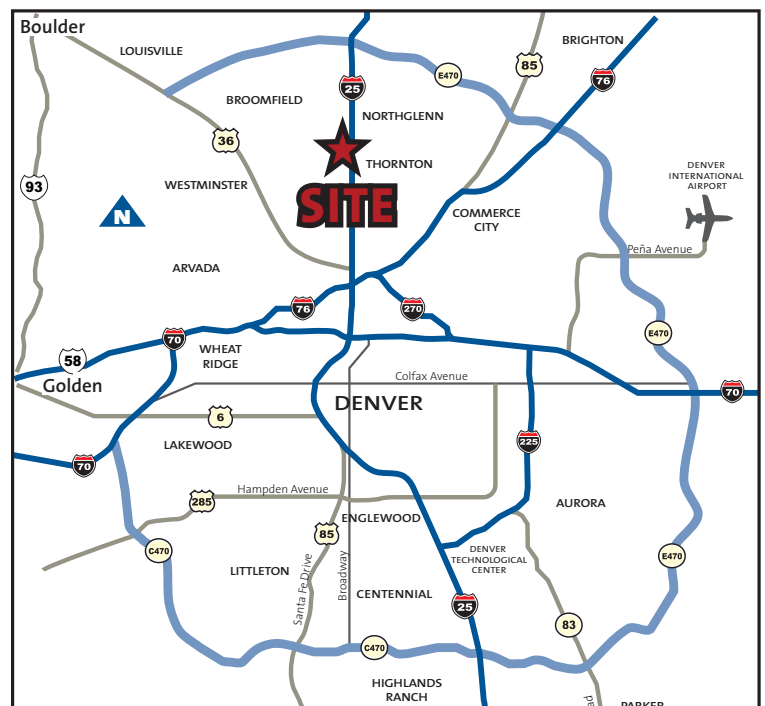 Boulder
LOUISVILLE
BRIGHTON
85
E470
76
25
BROOMFIELD
NORTHGLENN
36
THORNTON
DENVER
INTERNATIONAL
AIRPORT
93
WESTMINSTER
SITE
N
COMMERCE
CITY
Peña Avenue
ARVADA
76
270
70
E470
58
WHEAT
RIDGE
Golden
Colfax Avenue
70
DENVER
6
225
LAKEWOOD
70
Hampden Avenue
285
AURORA
ENGLEWOOD
85
C470
DENVER
TECHNOLOGICAL
CENTER
E470
LITTLETON
Santa Fe Drive
Broadway
CENTENNIAL
25
83
C470
HIGHLANDS
RANCH
PARKER